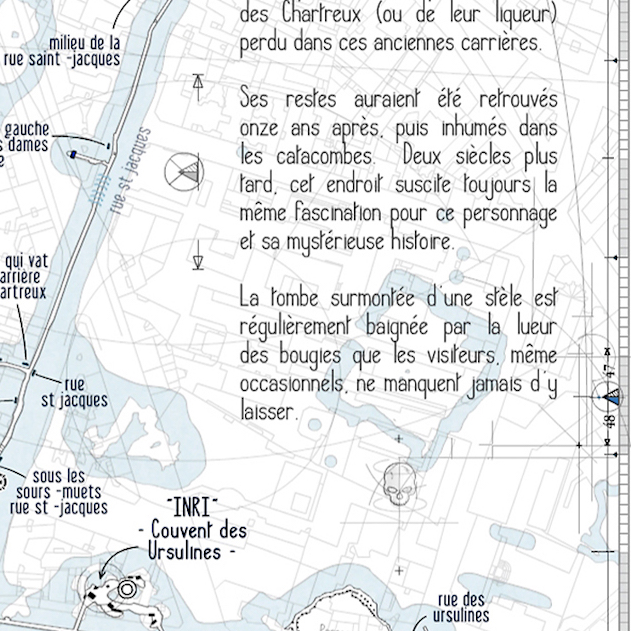 des Chartreux (ou de leur liqueur)
perdu dans ces anciennes carrières.
Ses restes auraient été retrouvés
onze ans après, puis inhumés dans
les catacombes. Deux siècles plus
tard, cet endroit suscite toujours la
même fascination pour ce personnage
et sa mystérieuse histoire.
La tombe surmontée d'une stèle est
régulièrement baignée par la lueur
des bougies que les visiteurs, même
occasionnels, ne manquent jamais d'y
laisser.
milieu de la
rue saint -jacques
gauche
s dames
e
rue st jacques
qui vat
arrière
artreux
rue
st jacques
sous les
sours -muets
rue st -jacques
-"INRI"-
- Couvent des
Ursulines -
rue des
ursulines
47
48